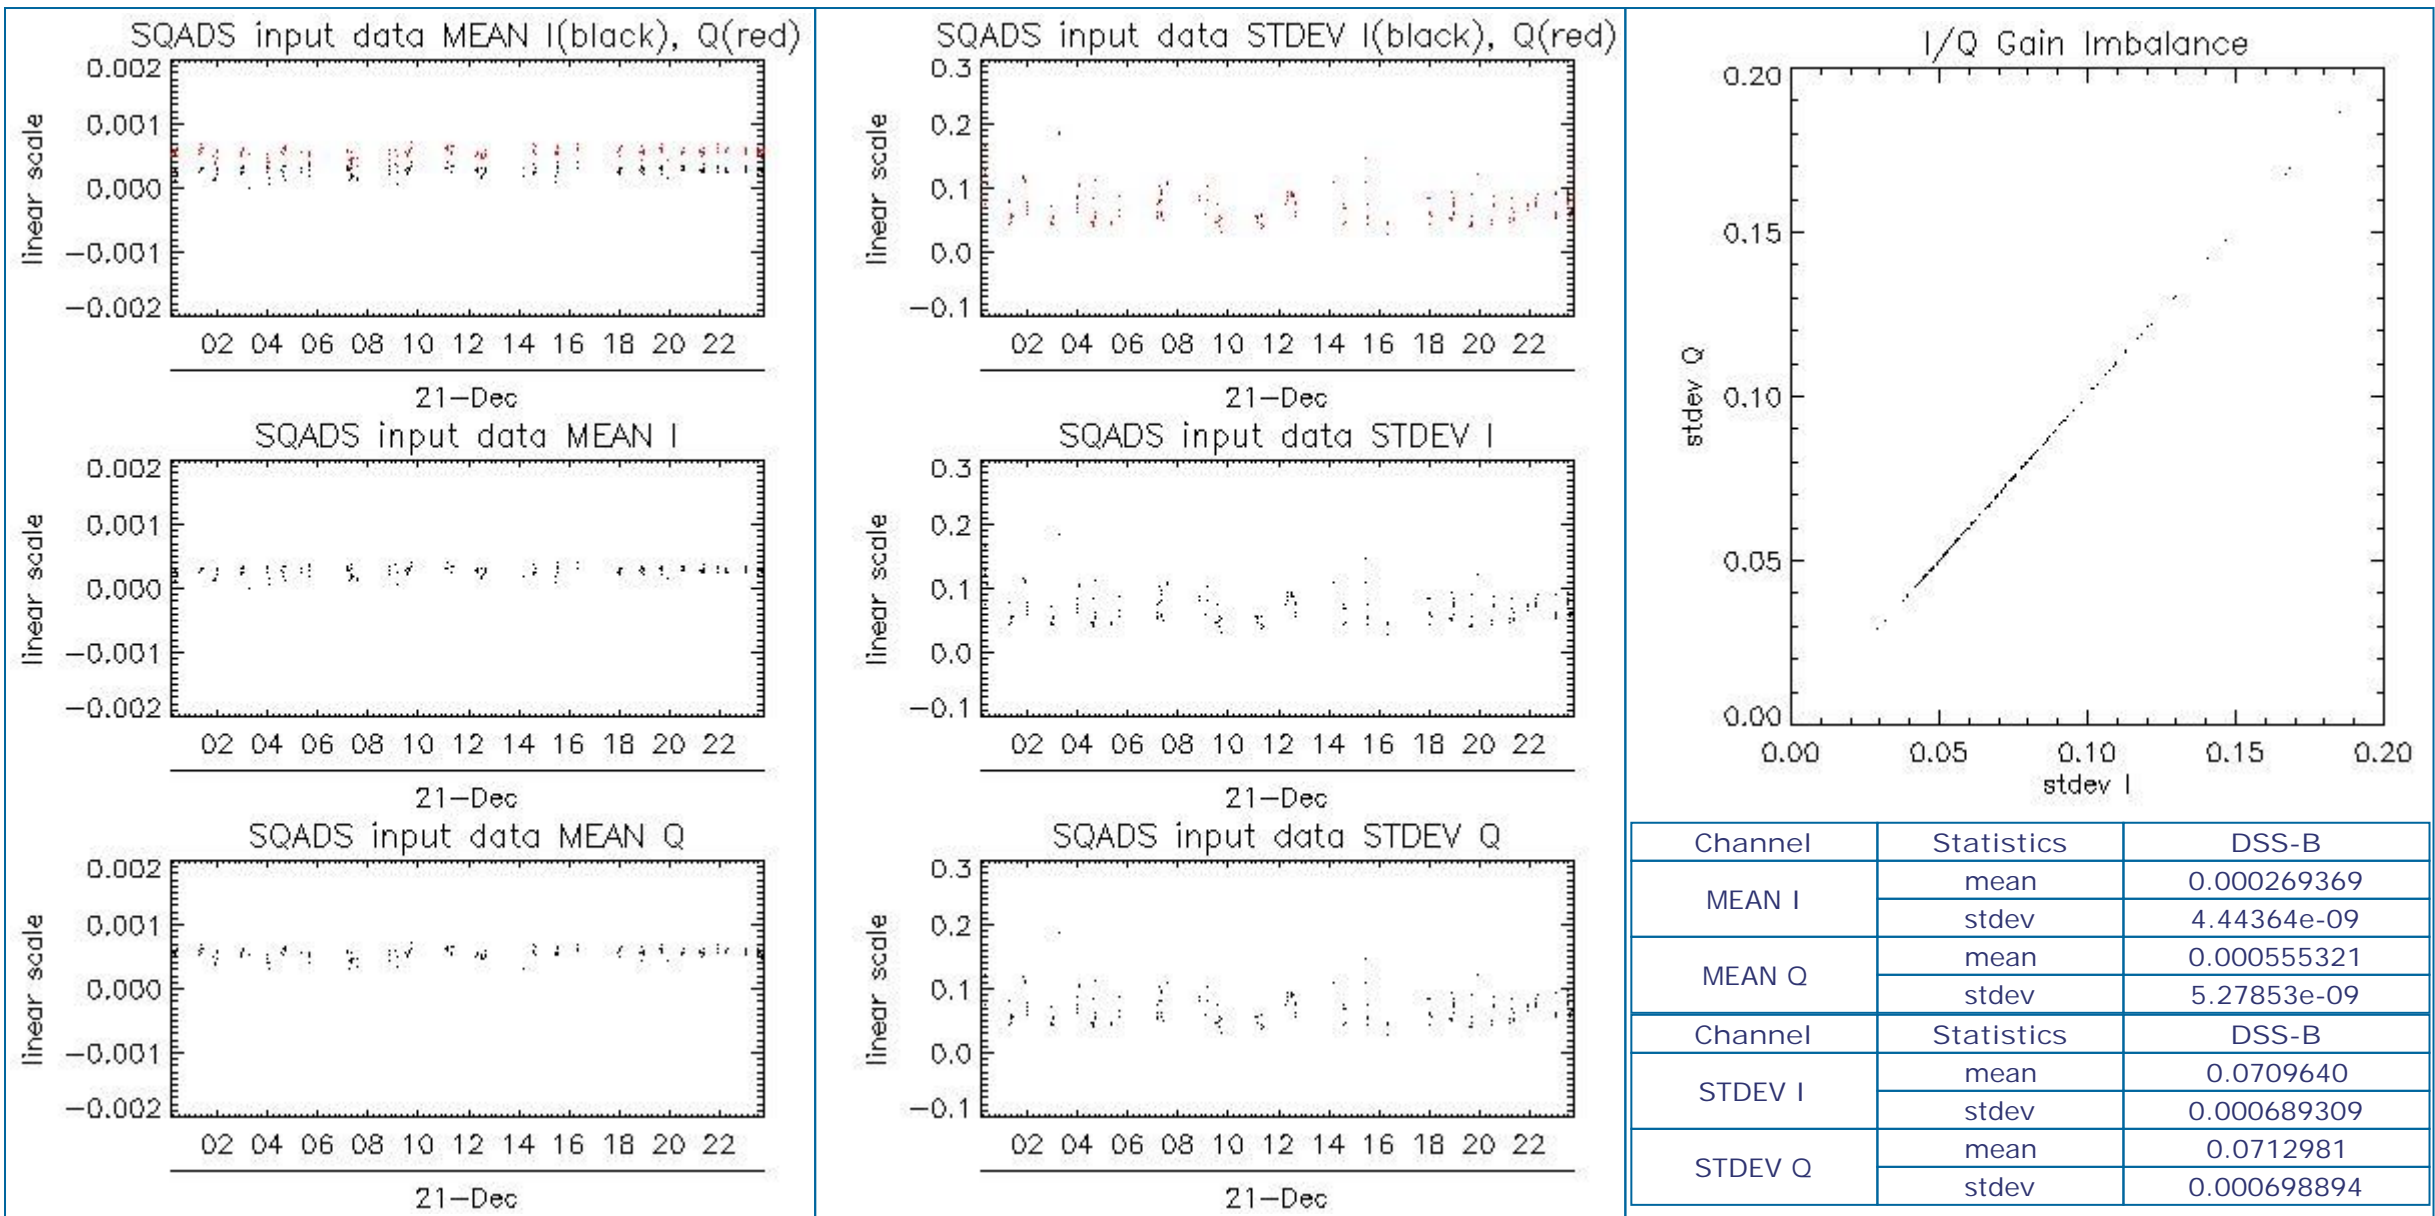 SQADS input data MEAN I(black), Q(red)
linear scale
0.002
0.001
0.000
−0.001
−0.002
02 04 06 08 10 12 14 16 18 20 22
21−Dec
SQADS input data MEAN I
linear scale
0.002
0.001
0.000
−0.001
−0.002
02 04 06 08 10 12 14 16 18 20 22
21−Dec
SQADS input data MEAN Q
linear scale
0.002
0.001
0.000
−0.001
−0.002
02 04 06 08 10 12 14 16 18 20 22
21−Dec
SQADS input data STDEV I(black), Q(red)
linear scale
0.3
0.2
0.1
0.0
−0.1
02 04 06 08 10 12 14 16 18 20 22
21−Dec
SQADS input data STDEV I
linear scale
0.3
0.2
0.1
0.0
−0.1
02 04 06 08 10 12 14 16 18 20 22
21−Dec
SQADS input data STDEV Q
linear scale
0.3
0.2
0.1
0.0
−0.1
02 04 06 08 10 12 14 16 18 20 22
21−Dec
I/Q Gain Imbalance
stdev Q
0.20
0.15
0.10
0.05
0.00
0.00 0.05 0.10 0.15 0.20
stdev I
Channel Statistics DSS-B
MEAN I mean 0.000269369
stdev 4.44364e-09
MEAN Q mean 0.000555321
stdev 5.27853e-09
Channel Statistics DSS-B
STDEV I mean 0.0709640
stdev 0.000689309
STDEV Q mean 0.0712981
stdev 0.000698894